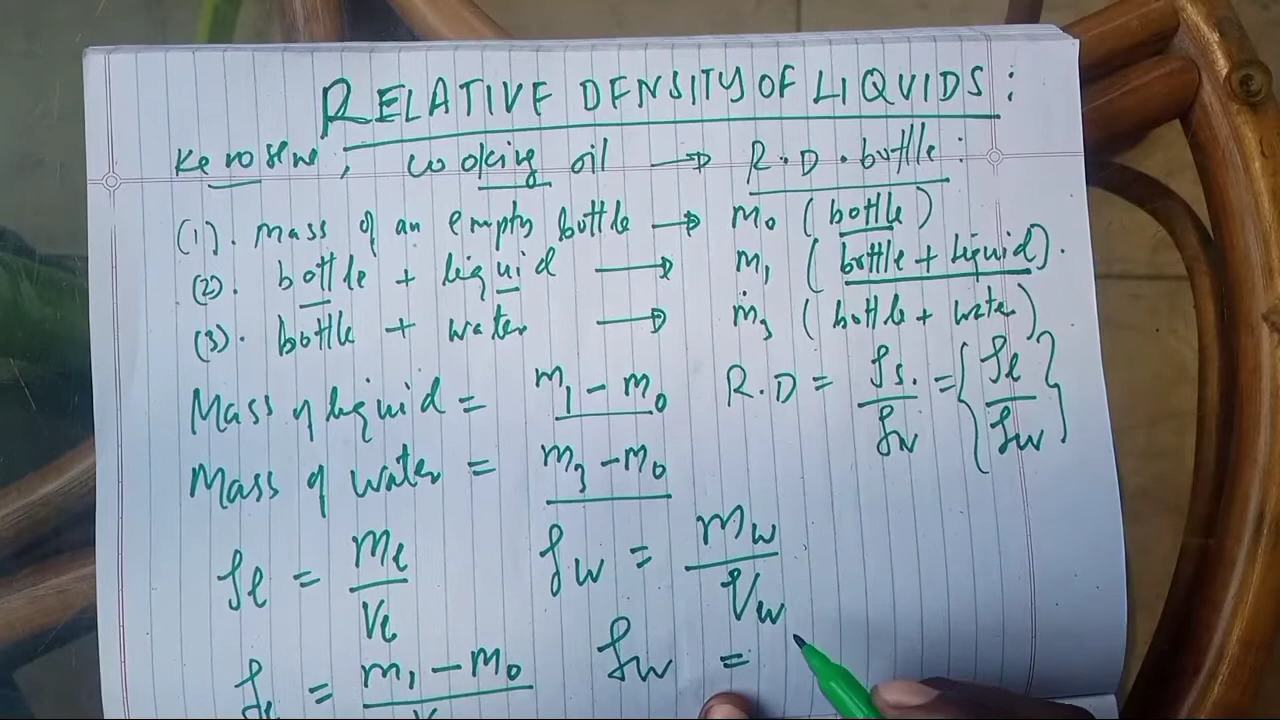 RELATIVE DENSITY OF LIQUIDS :
Kerosene ; cooking oil → R.D. bottle :
(1). Mass of an empty bottle → m₀ (bottle)
(2). bottle + liquid → m₁ (bottle + liquid).
(3). bottle + water → m₃ (bottle + water)
Mass of liquid = m₁ - m₀ R.D = ρs. / ρw = { ρℓ / ρw }
Mass of water = m₃ - m₀
ρℓ = mℓ / Vℓ ρw = mw / Vw
ρℓ = m₁ - m₀ / ρw =